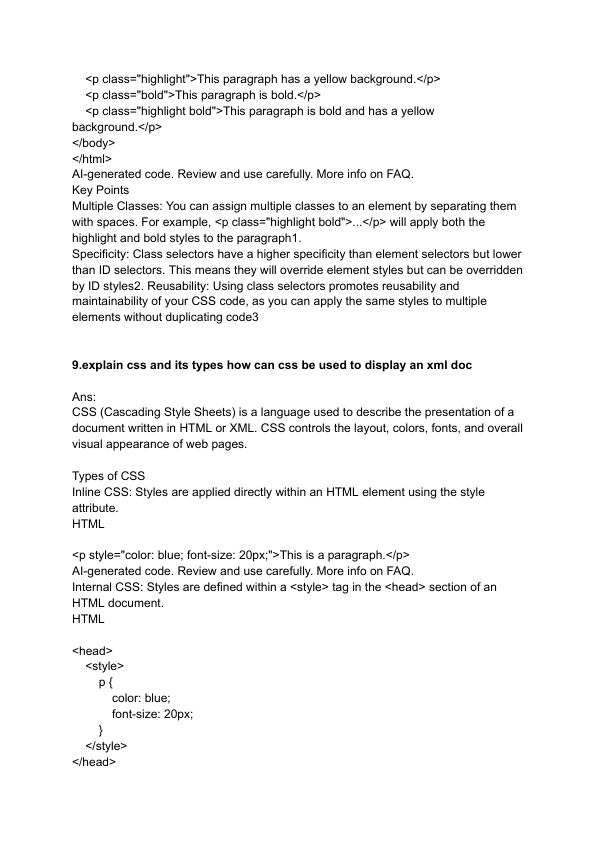 <p class="highlight">This paragraph has a yellow background.</p>
<p class="bold">This paragraph is bold.</p>
<p class="highlight bold">This paragraph is bold and has a yellow
background.</p>
</body>
</html>
AI-generated code. Review and use carefully. More info on FAQ.
Key Points
Multiple Classes: You can assign multiple classes to an element by separating them
with spaces. For example, <p class="highlight bold">...</p> will apply both the
highlight and bold styles to the paragraph1.
Specificity: Class selectors have a higher specificity than element selectors but lower
than ID selectors. This means they will override element styles but can be overridden
by ID styles2. Reusability: Using class selectors promotes reusability and
maintainability of your CSS code, as you can apply the same styles to multiple
elements without duplicating code3
9.explain css and its types how can css be used to display an xml doc
Ans:
CSS (Cascading Style Sheets) is a language used to describe the presentation of a
document written in HTML or XML. CSS controls the layout, colors, fonts, and overall
visual appearance of web pages.
Types of CSS
Inline CSS: Styles are applied directly within an HTML element using the style
attribute.
HTML
<p style="color: blue; font-size: 20px;">This is a paragraph.</p>
AI-generated code. Review and use carefully. More info on FAQ.
Internal CSS: Styles are defined within a <style> tag in the <head> section of an
HTML document.
HTML
<head>
<style>
p {
color: blue;
font-size: 20px;
}
</style>
</head>